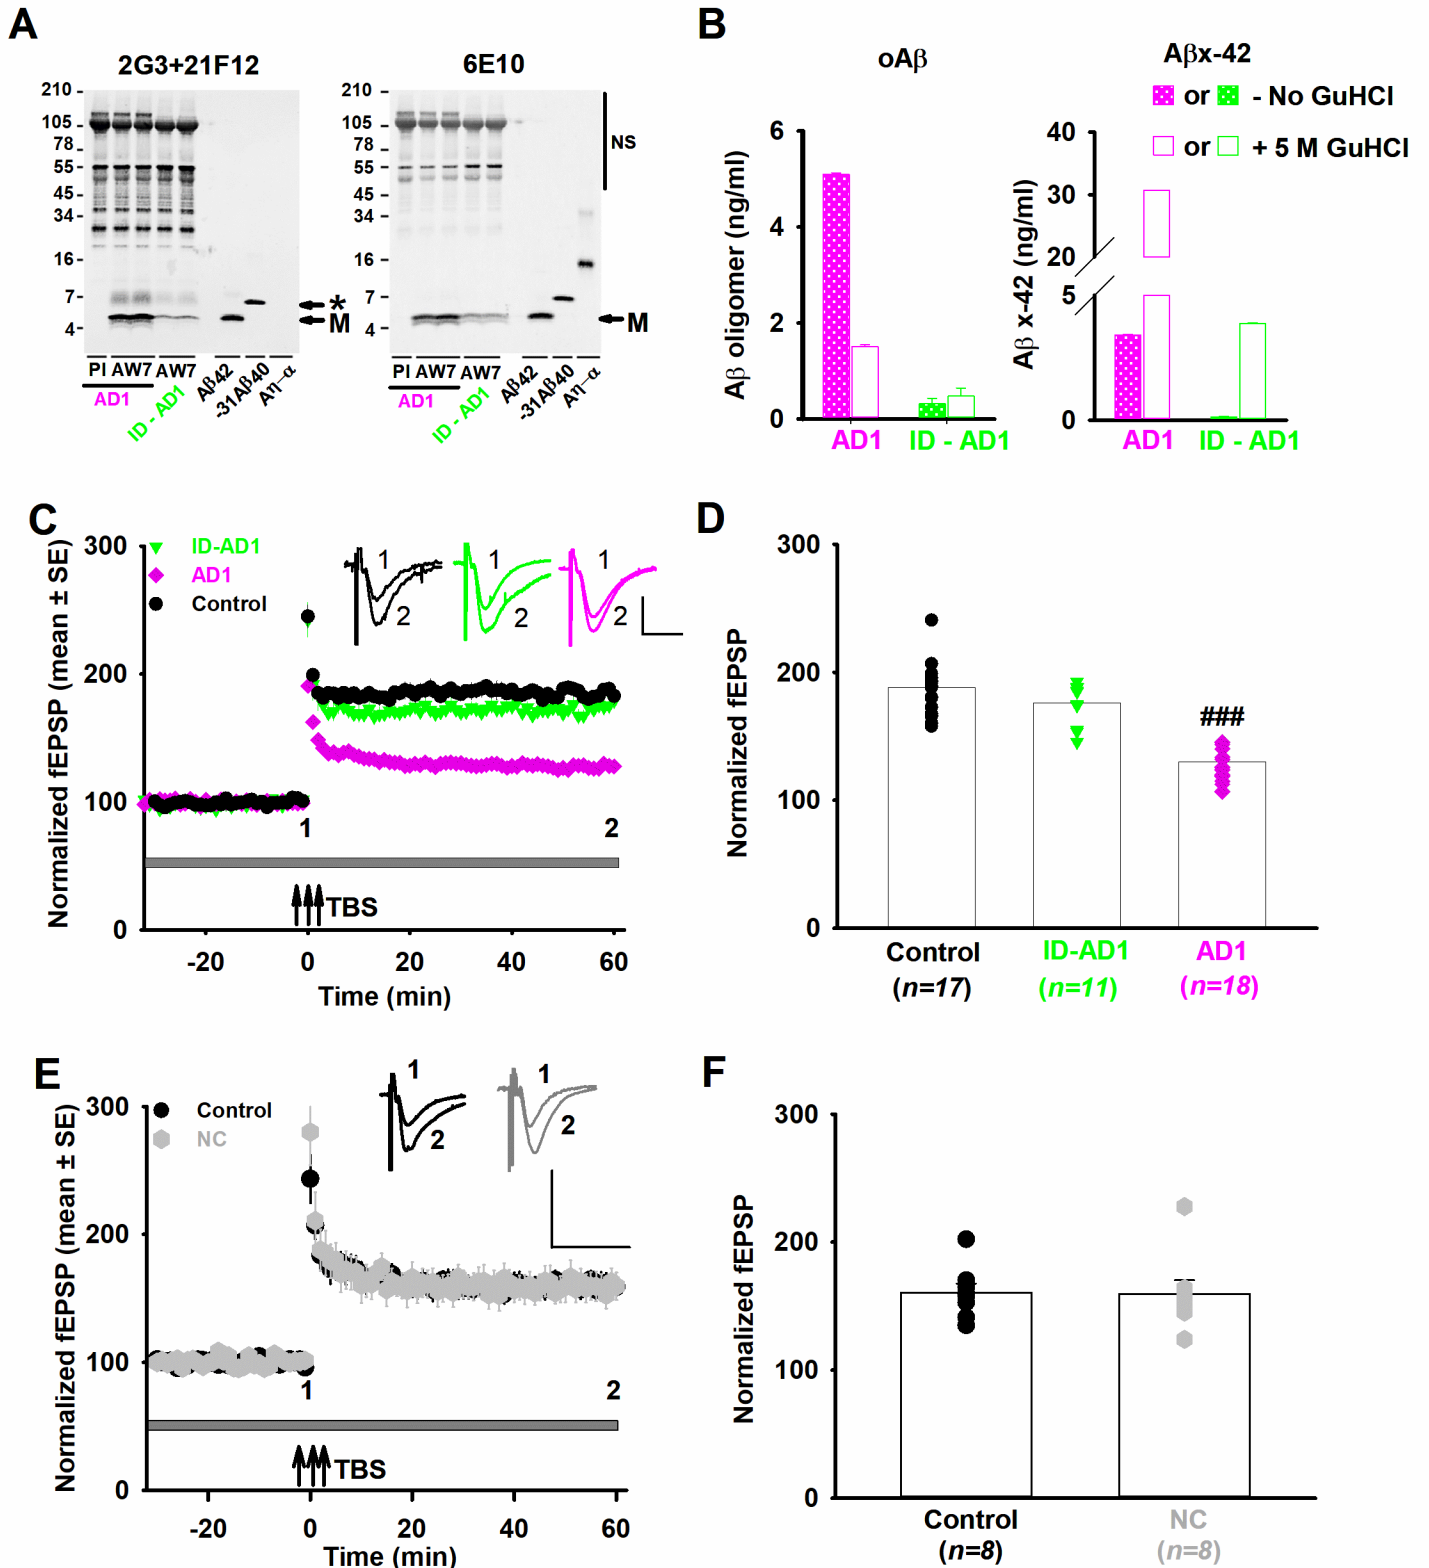 A
2G3+21F12
210
105
78
55
45
34
16
7
4
*
M
PI AW7 AW7
AD1
ID - AD1
Aβ42
-31Aβ40
Aη-α
6E10
210
105
78
55
45
34
16
7
4
NS
M
PI AW7 AW7
AD1
ID - AD1
Aβ42
-31Aβ40
Aη-α
B
oAβ
Aβ oligomer (ng/ml)
6
4
2
0
AD1 ID - AD1
Aβx-42
or - No GuHCl
or + 5 M GuHCl
Aβ x-42 (ng/ml)
40
30
20
5
0
AD1 ID - AD1
C
Normalized fEPSP (mean ± SE)
300
200
100
0
ID-AD1
AD1
Control
1
2
1
2
1
2
1 2
TBS
-20 0 20 40 60
Time (min)
D
Normalized fEPSP
300
200
100
0
###
Control ID-AD1 AD1
(n=17) (n=11) (n=18)
E
Normalized fEPSP (mean ± SE)
300
200
100
0
Control
NC
1
2
1
2
1 2
TBS
-20 0 20 40 60
Time (min)
F
Normalized fEPSP
300
200
100
0
Control NC
(n=8) (n=8)